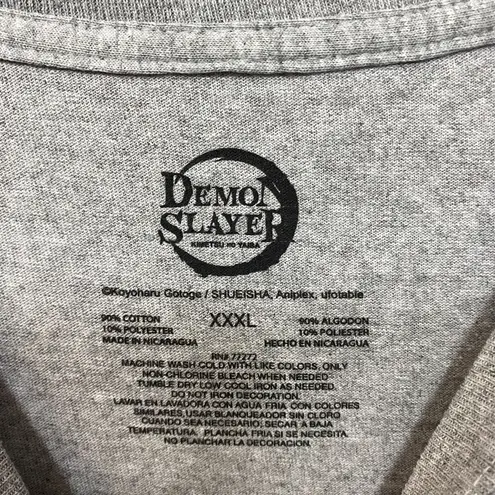 DEMON
SLAYER
KIMETSU NO YAIBA
©Koyoharu Gotoge / SHUEISHA, Aniplex, ufotable
90% COTTON
10% POLYESTER
MADE IN NICARAGUA
XXXL
90% ALGODON
10% POLIESTER
HECHO EN NICARAGUA
RN# 77272
MACHINE WASH COLD WITH LIKE COLORS, ONLY
NON-CHLORINE BLEACH WHEN NEEDED
TUMBLE DRY LOW COOL IRON AS NEEDED.
DO NOT IRON DECORATION.
LAVAR EN LAVADORA CON AGUA FRIA CON COLORES
SIMILARES, USAR BLANQUEADOR SIN CLORO
CUANDO SEA NECESARIO, SECAR A BAJA
TEMPERATURA. PLANCHA FRIA SI SE NECESITA.
NO PLANCHAR LA DECORACION.